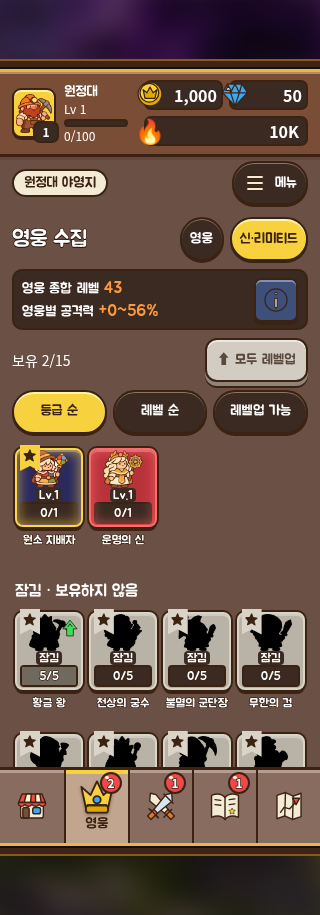 원정대
Lv 1
0/100
1
1,000
50
10K
원정대 야영지
메뉴
영웅 수집
영웅
신·리미티드
영웅 종합 레벨 43
영웅별 공격력 +0~56%
i
보유 2/15
모두 레벨업
등급 순
레벨 순
레벨업 가능
Lv.1
0/1
원소 지배자
Lv.1
0/1
운명의 신
잠김 · 보유하지 않음
잠김
5/5
황금 왕
잠김
0/5
천상의 궁수
잠김
0/5
불멸의 군단장
잠김
0/5
무한의 검
2
영웅
1
1